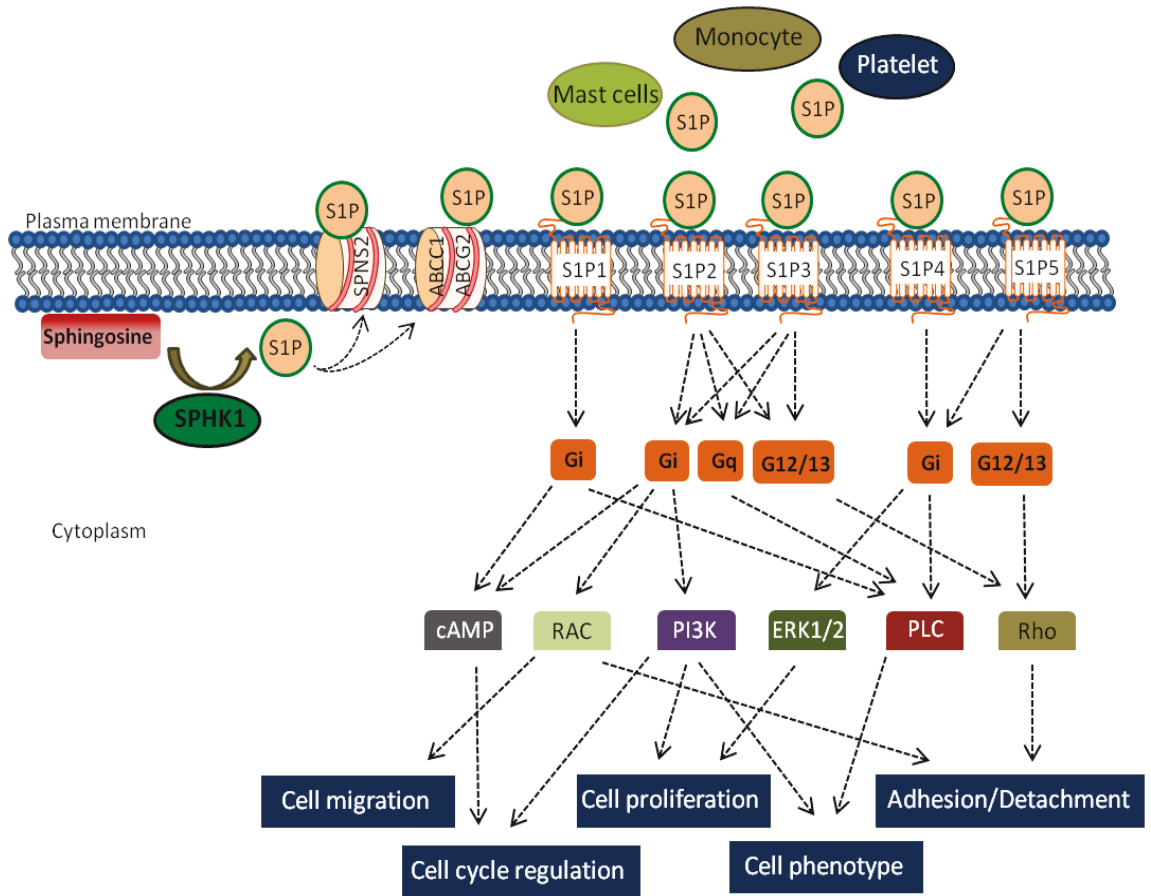 Monocyte
Platelet
Mast cells
S1P
S1P
S1P
S1P
S1P
S1P
S1P
S1P
S1P
Plasma membrane
SPNS2
ABCC1
ABCG2
S1P1
S1P2
S1P3
S1P4
S1P5
Sphingosine
S1P
SPHK1
Gi
Gi
Gq
G12/13
Gi
G12/13
Cytoplasm
cAMP
RAC
PI3K
ERK1/2
PLC
Rho
Cell migration
Cell proliferation
Adhesion/Detachment
Cell cycle regulation
Cell phenotype